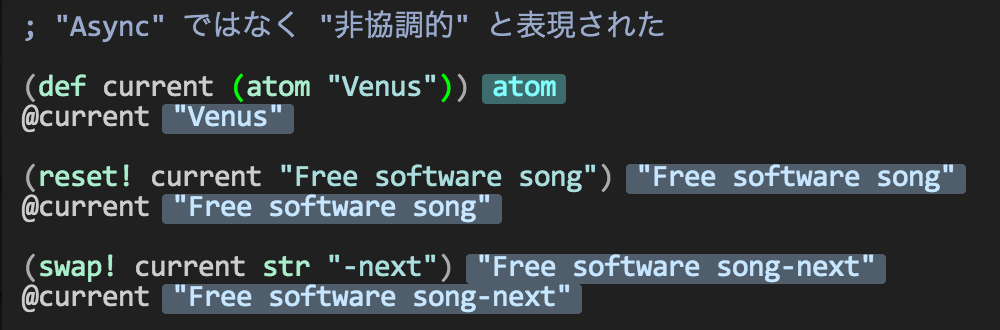 ; "Async" ではなく "非協調的" と表現された
(def current (atom "Venus")) atom
@current "Venus"
(reset! current "Free software song") "Free software song"
@current "Free software song"
(swap! current str "-next") "Free software song-next"
@current "Free software song-next"